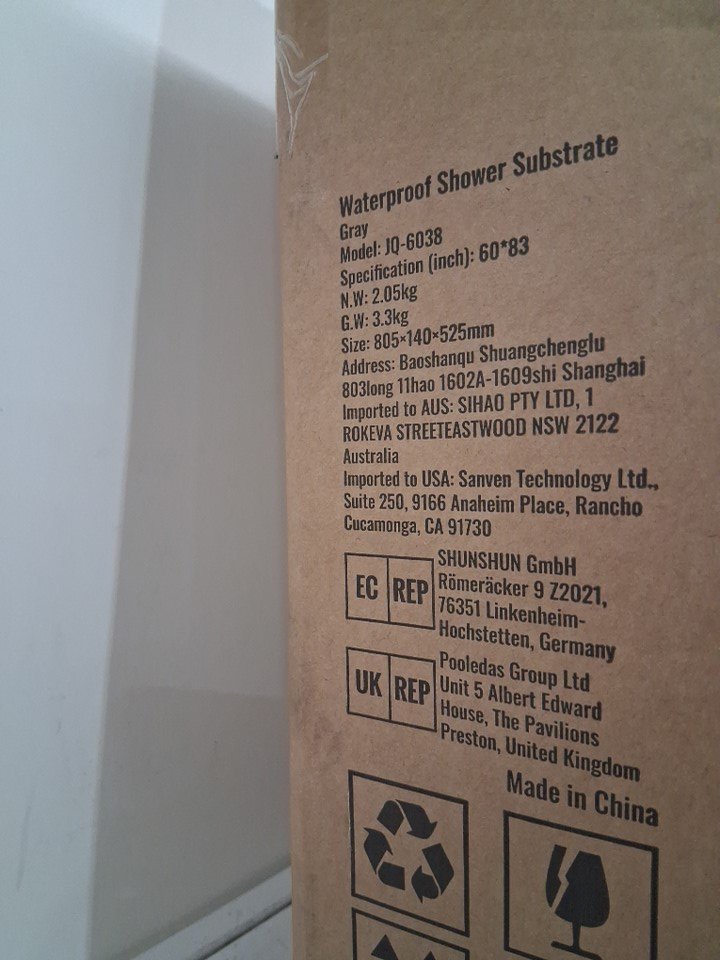 Waterproof Shower Substrate
Gray
Model: JQ-6038
Specification (inch): 60*83
N.W: 2.05kg
G.W: 3.3kg
Size: 805×140×525mm
Address: Baoshanqu Shuangchenglu
803long 11hao 1602A-1609shi Shanghai
Imported to AUS: SIHAO PTY LTD, 1
ROKEVA STREETEASTWOOD NSW 2122
Australia
Imported to USA: Sanven Technology Ltd.,
Suite 250, 9166 Anaheim Place, Rancho
Cucamonga, CA 91730
EC REP
SHUNSHUN GmbH
Römeräcker 9 Z2021,
76351 Linkenheim-
Hochstetten, Germany
UK REP
Pooledas Group Ltd
Unit 5 Albert Edward
House, The Pavilions
Preston, United Kingdom
Made in China